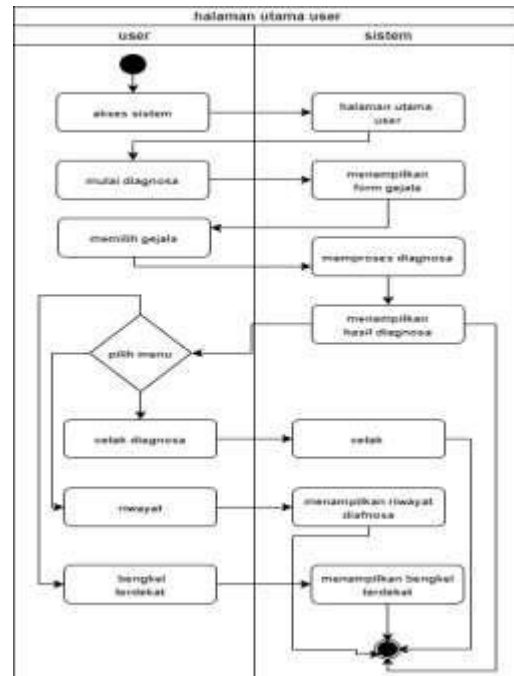 halaman utama user
user
sistem
akses sistem
halaman utama
user
mulai diagnosa
menampilkan
form gejala
memilih gejala
memproses diagnosa
menampilkan
hasil diagnosa
pilih menu
cetak diagnosa
cetak
riwayat
menampilkan riwayat
diafnosa
bengkel
terdekat
menampilkan bengkel
terdekat